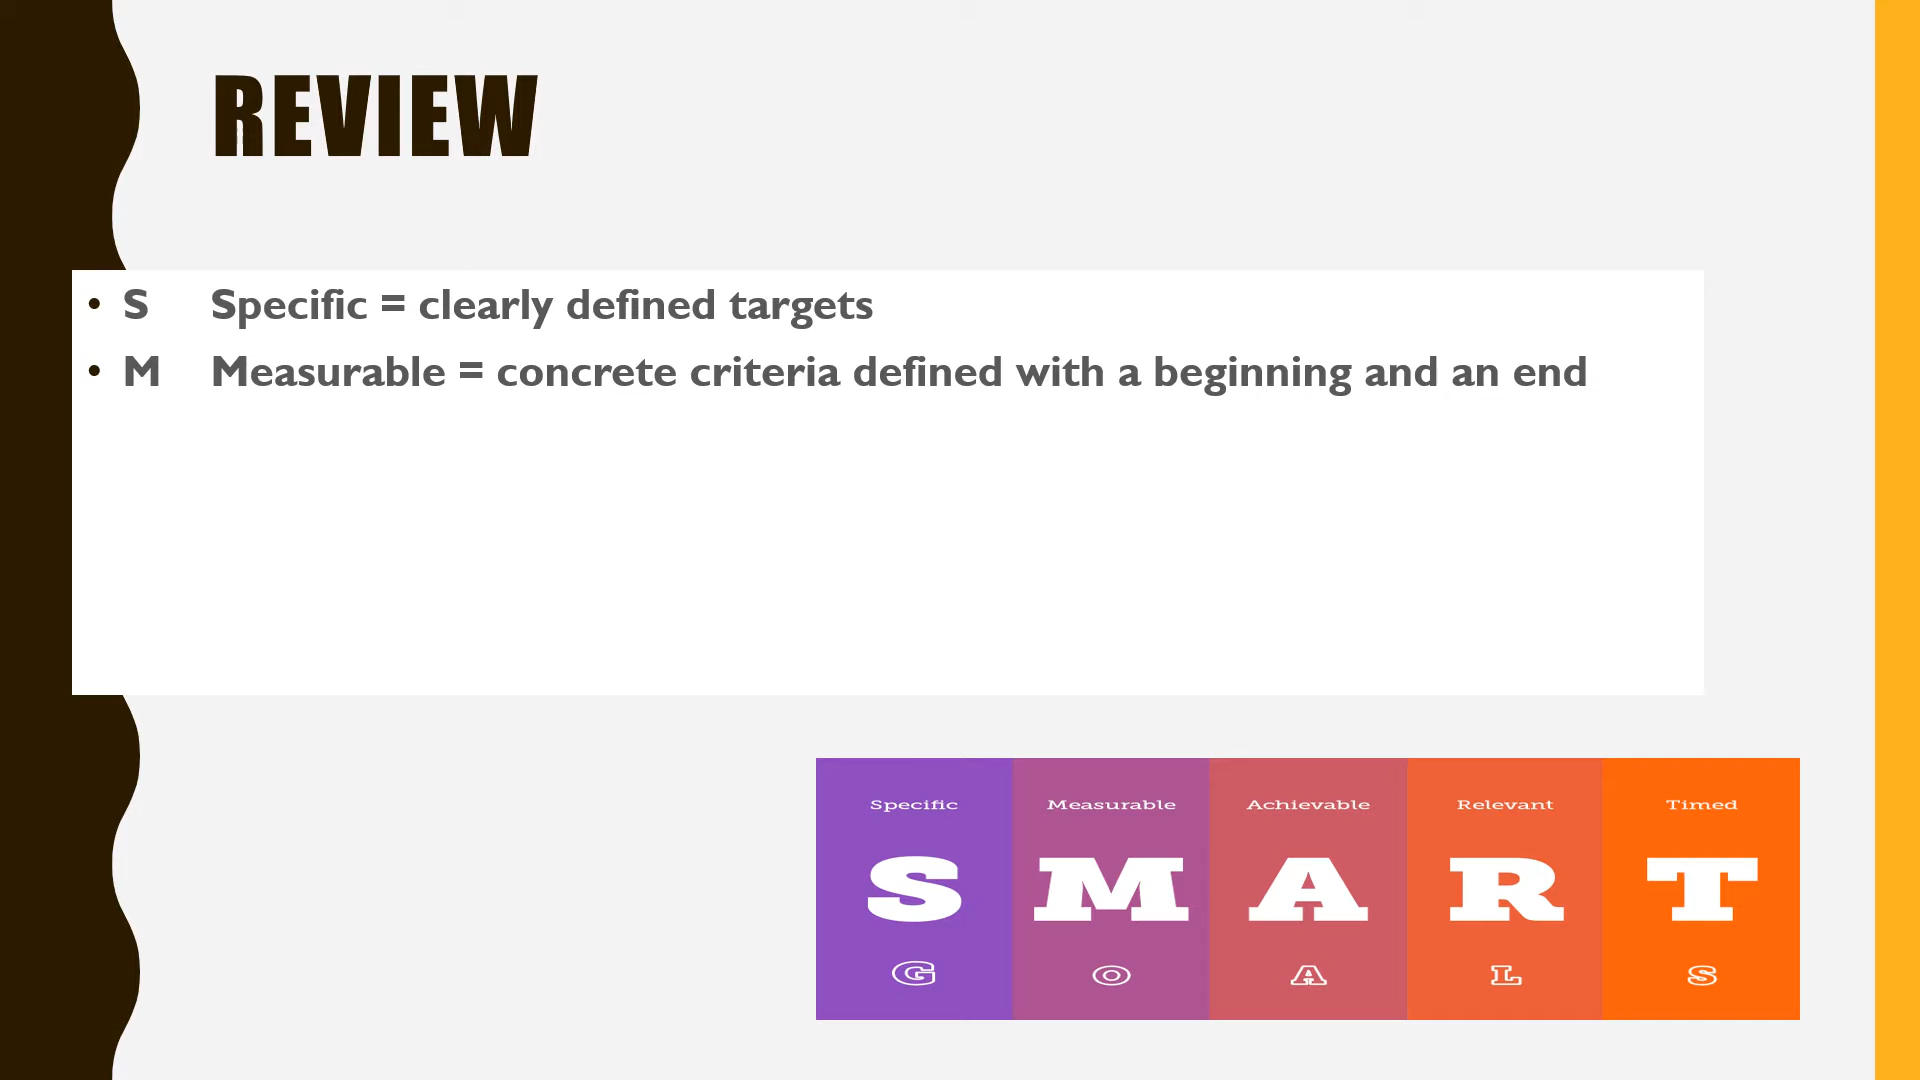 REVIEW
• S Specific = clearly defined targets
• M Measurable = concrete criteria defined with a beginning and an end
Specific Measurable Achievable Relevant Timed
S M A R T
G O A L S